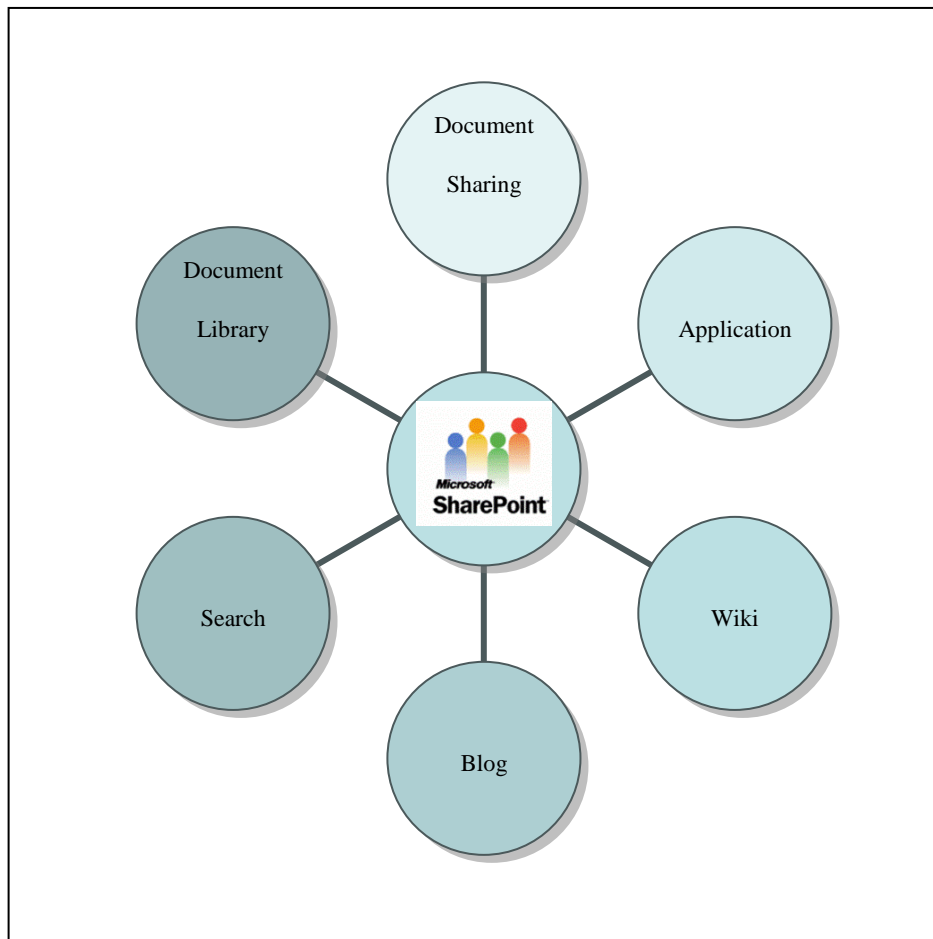 Document
Sharing
Document
Library
Application
Microsoft
SharePoint
Search
Wiki
Blog